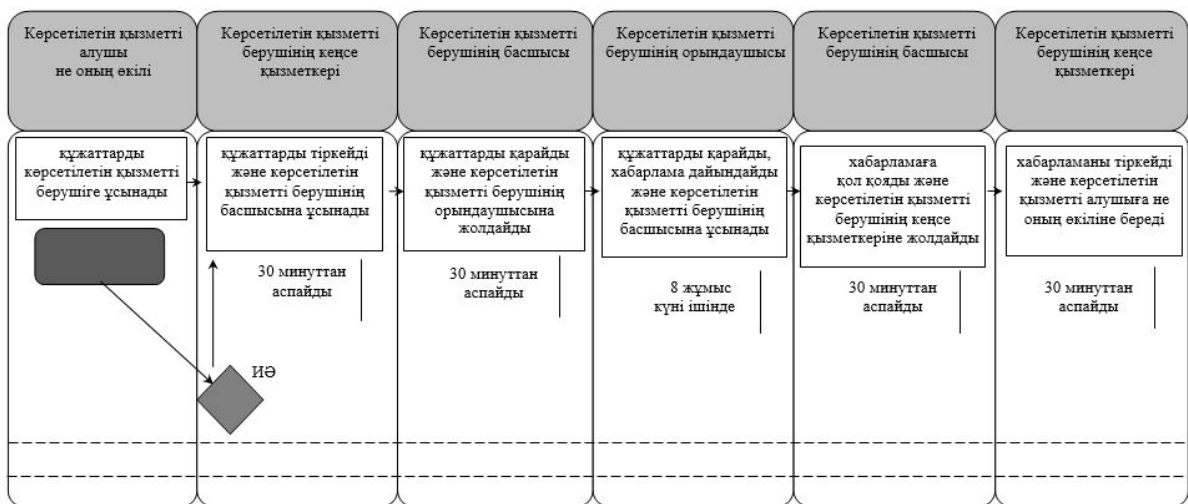 Көрсетілетін қызметті
алушы
не оның өкілі
Көрсетілетін қызметті
берушінің кеңсе
қызметкері
Көрсетілетін қызметті
берушінің басшысы
Көрсетілетін қызметті
берушінің орындаушысы
Көрсетілетін қызметті
берушінің басшысы
Көрсетілетін қызметті
берушінің кеңсе
қызметкері
құжаттарды
көрсетілетін қызметті
берушіге ұсынады
құжаттарды тіркейді
және көрсетілетін
қызметті берушінің
басшысына ұсынады
құжаттарды қарайды
және көрсетілетін
қызметті берушінің
орындаушысына
жолдайды
құжаттарды қарайды,
хабарлама дайындайды
және көрсетілетін
қызметті берушінің
басшысына ұсынады
хабарламаға
қол қояды және
көрсетілетін қызметті
берушінің кеңсе
қызметкеріне жолдайды
хабарламаны тіркейді
және көрсетілетін
қызметті алушыға не
оның өкіліне береді
30 минуттан
аспайды
30 минуттан
аспайды
8 жұмыс
күні ішінде
30 минуттан
аспайды
30 минуттан
аспайды
ИӘ